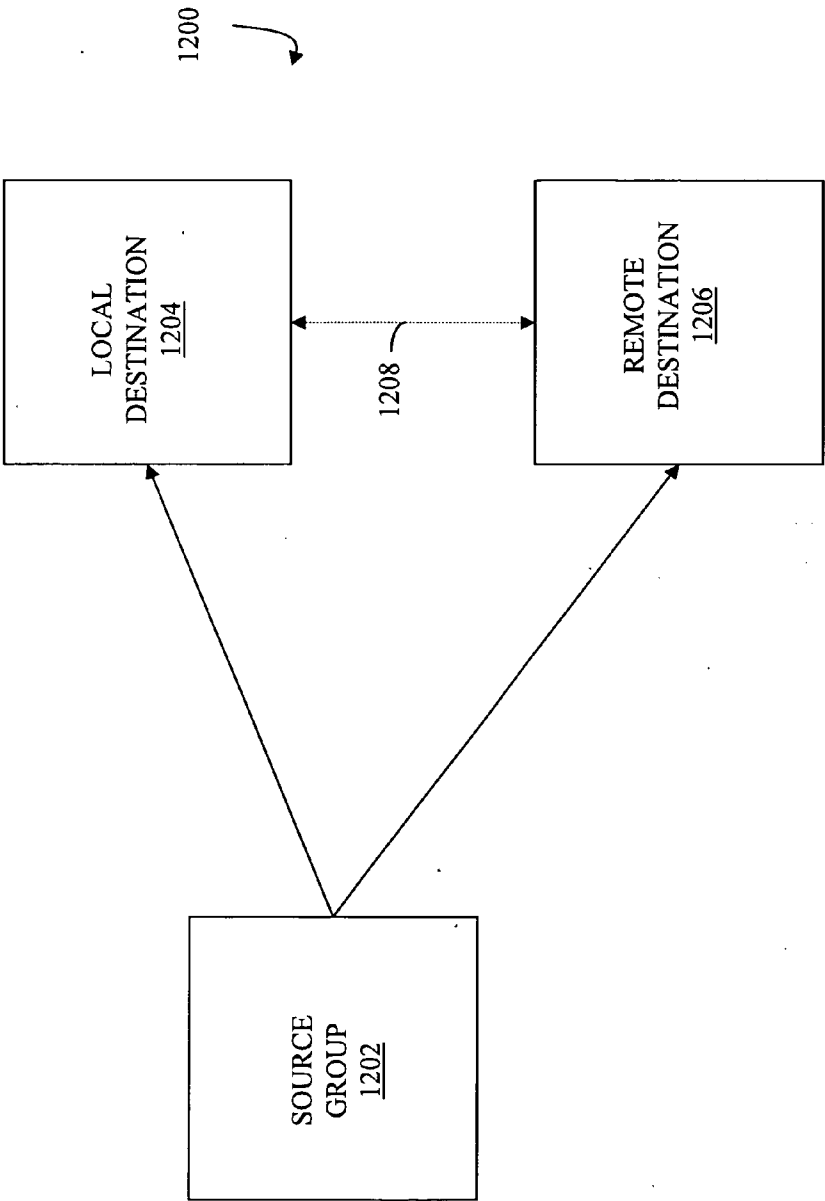 1200
LOCAL
DESTINATION
1204
1208
REMOTE
DESTINATION
1206
SOURCE
GROUP
1202